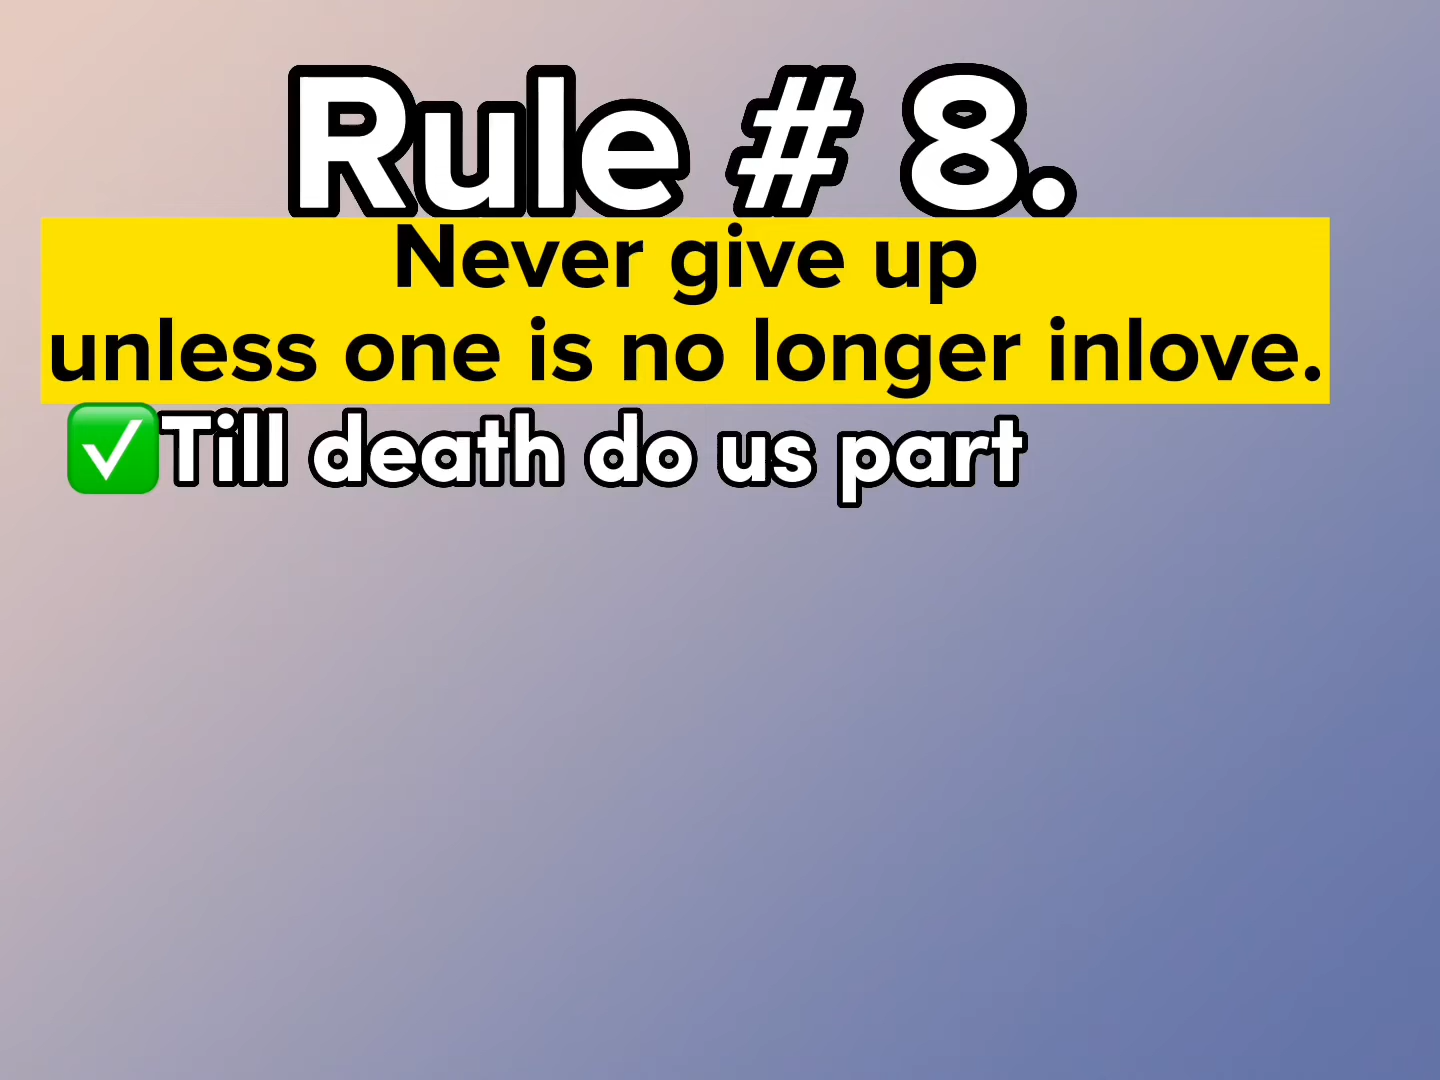 Rule # 8.
Never give up
unless one is no longer inlove.
✅Till death do us part